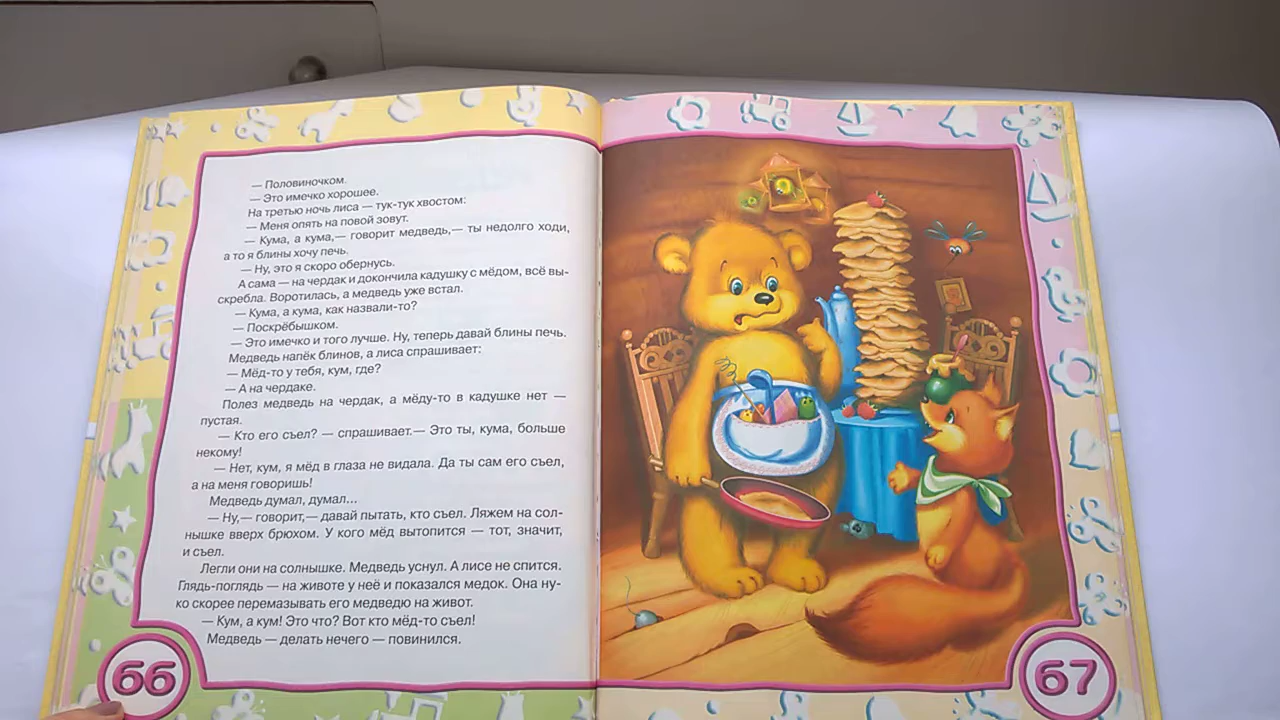 — Половиночком.
— Это имечко хорошее.
На третью ночь лиса — тук-тук хвостом:
— Меня опять на повой зовут.
— Кума, а кума,— говорит медведь,— ты недолго ходи,
а то я блины хочу печь.
— Ну, это я скоро обернусь.
А сама — на чердак и докончила кадушку с мёдом, всё вы-
скребла. Воротилась, а медведь уже встал.
— Кума, а кума, как назвали-то?
— Поскрёбышком.
— Это имечко и того лучше. Ну, теперь давай блины печь.
Медведь напёк блинов, а лиса спрашивает:
— Мёд-то у тебя, кум, где?
— А на чердаке.
Полез медведь на чердак, а мёду-то в кадушке нет —
пустая.
— Кто его съел? — спрашивает.— Это ты, кума, больше
некому!
— Нет, кум, я мёд в глаза не видала. Да ты сам его съел,
а на меня говоришь!
Медведь думал, думал...
— Ну,— говорит,— давай пытать, кто съел. Ляжем на сол-
нышке вверх брюхом. У кого мёд вытопится — тот, значит,
и съел.
Легли они на солнышке. Медведь уснул. А лисе не спится.
Глядь-поглядь — на животе у неё и показался медок. Она ну-
ко скорее перемазывать его медведю на живот.
— Кум, а кум! Это что? Вот кто мёд-то съел!
Медведь — делать нечего — повинился.
66
67